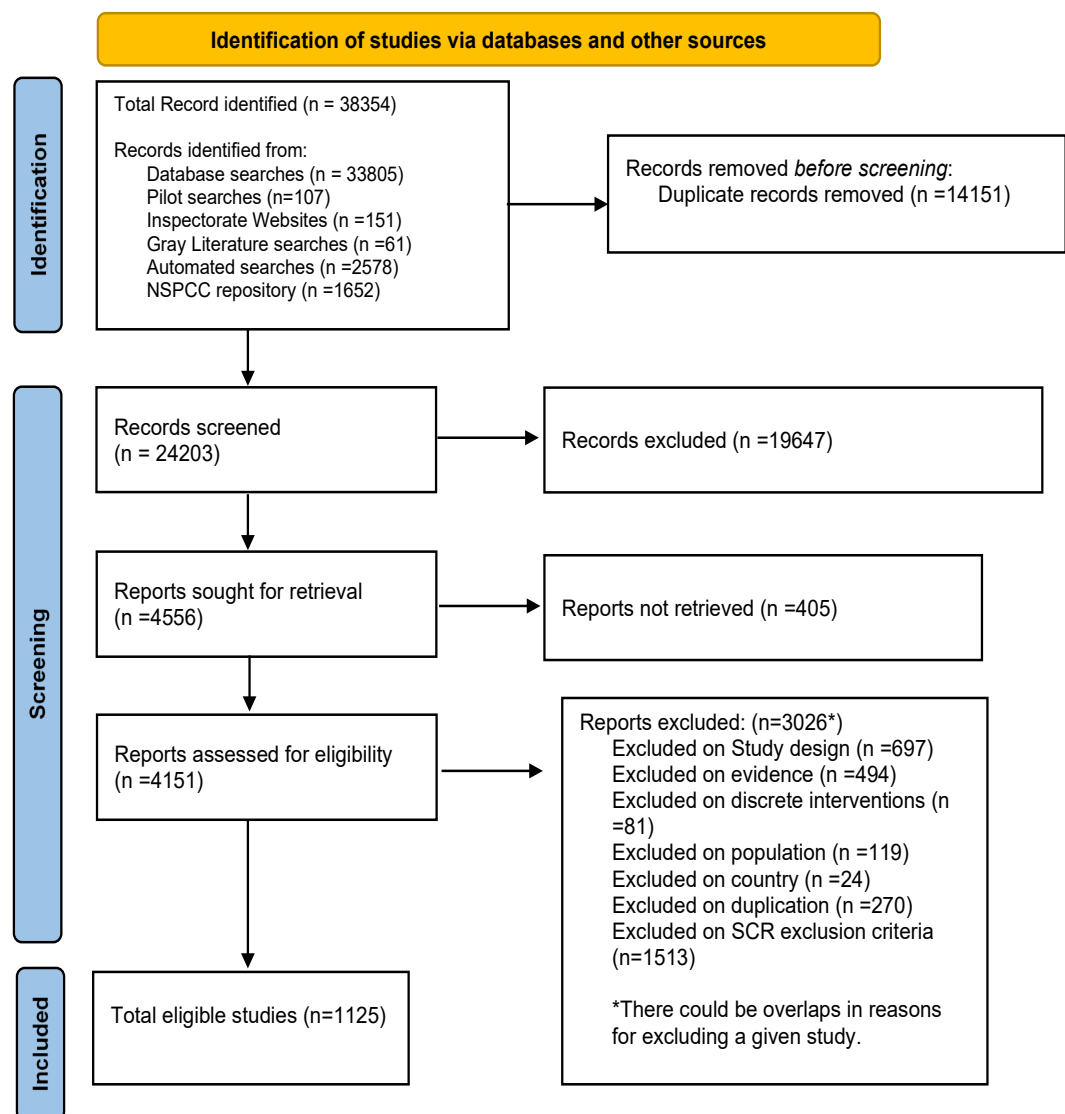 Identification of studies via databases and other sources
Identification
Total Record identified (n = 38354)
Records identified from:
Database searches (n = 33805)
Pilot searches (n=107)
Inspectorate Websites (n =151)
Gray Literature searches (n =61)
Automated searches (n =2578)
NSPCC repository (n =1652)
Records removed before screening:
Duplicate records removed (n =14151)
Screening
Records screened
(n = 24203)
Records excluded (n =19647)
Reports sought for retrieval
(n =4556)
Reports not retrieved (n =405)
Reports assessed for eligibility
(n =4151)
Reports excluded: (n=3026*)
Excluded on Study design (n =697)
Excluded on evidence (n =494)
Excluded on discrete interventions (n
=81)
Excluded on population (n =119)
Excluded on country (n =24)
Excluded on duplication (n =270)
Excluded on SCR exclusion criteria
(n=1513)
*There could be overlaps in reasons
for excluding a given study.
Included
Total eligible studies (n=1125)